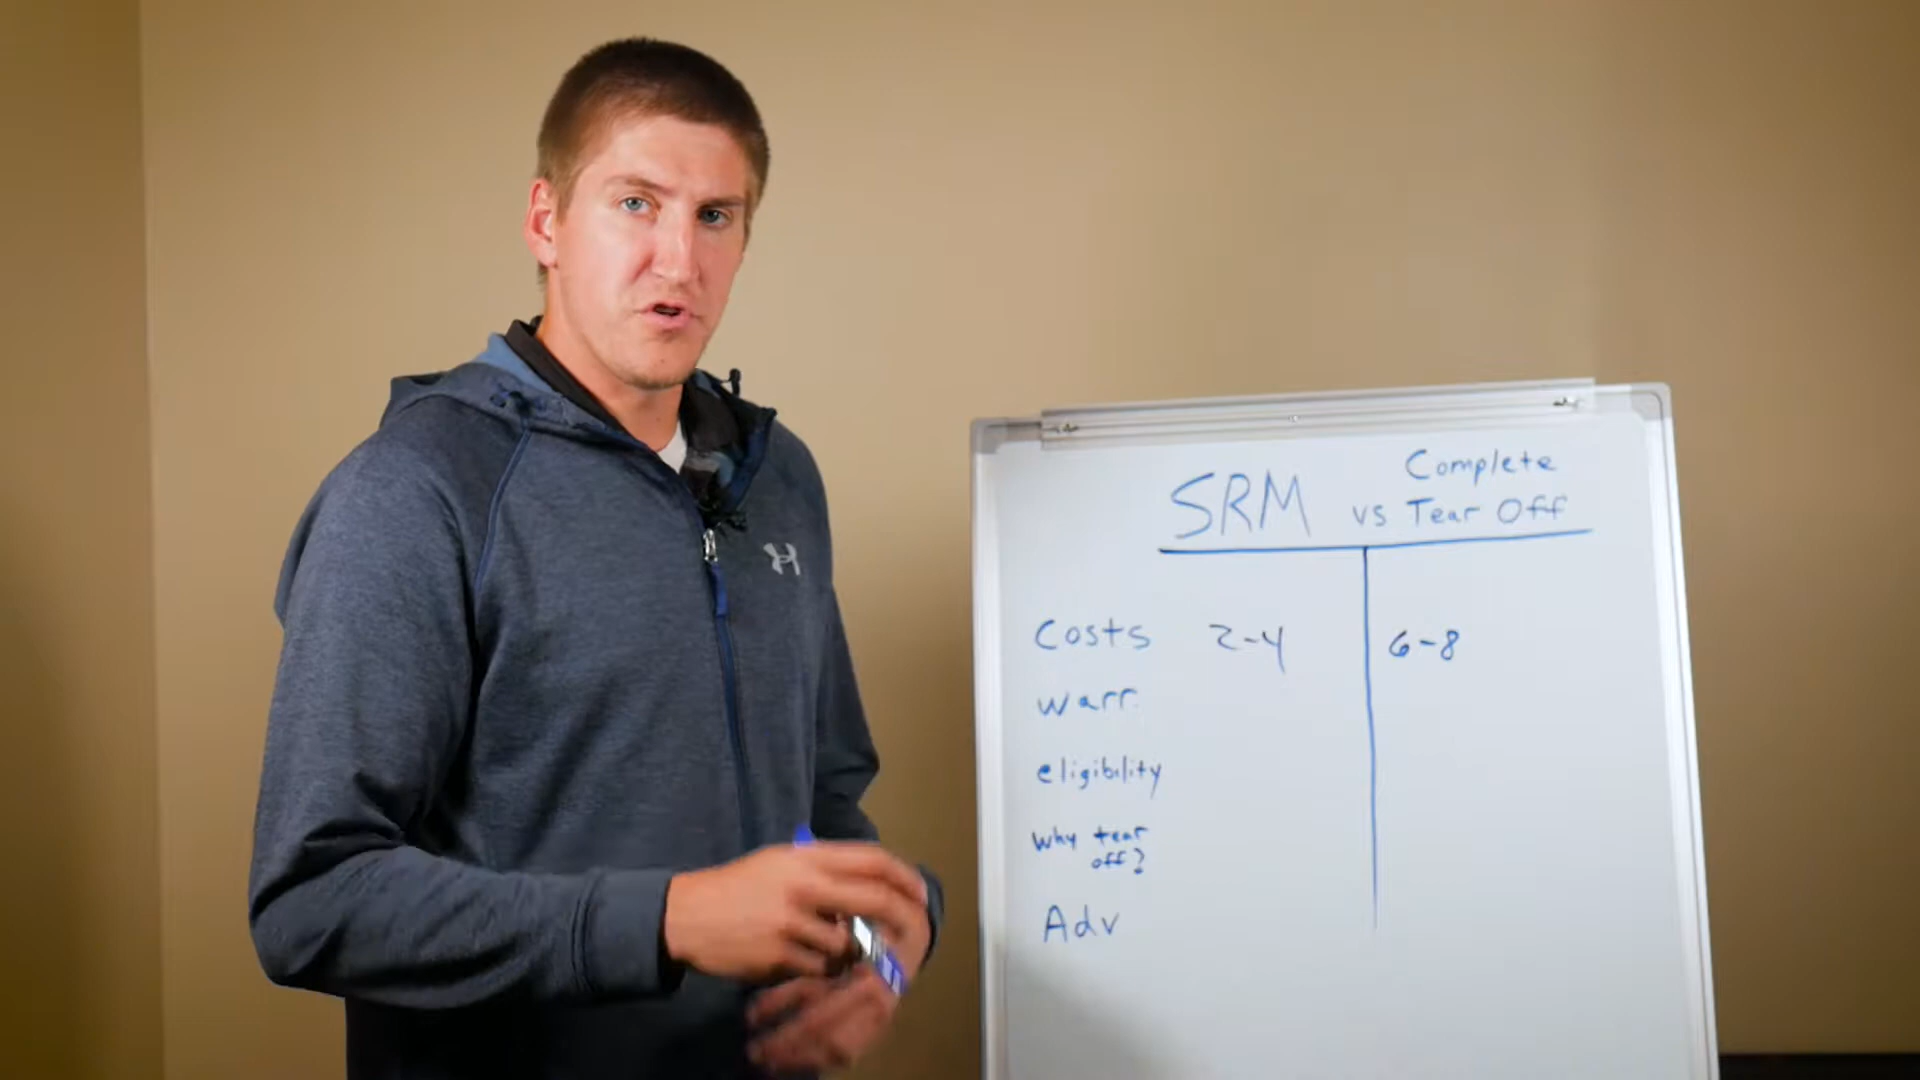 SRM vs Complete
Tear Off
Costs 2-4 6-8
warr.
eligibility
Why tear
off?
Adv